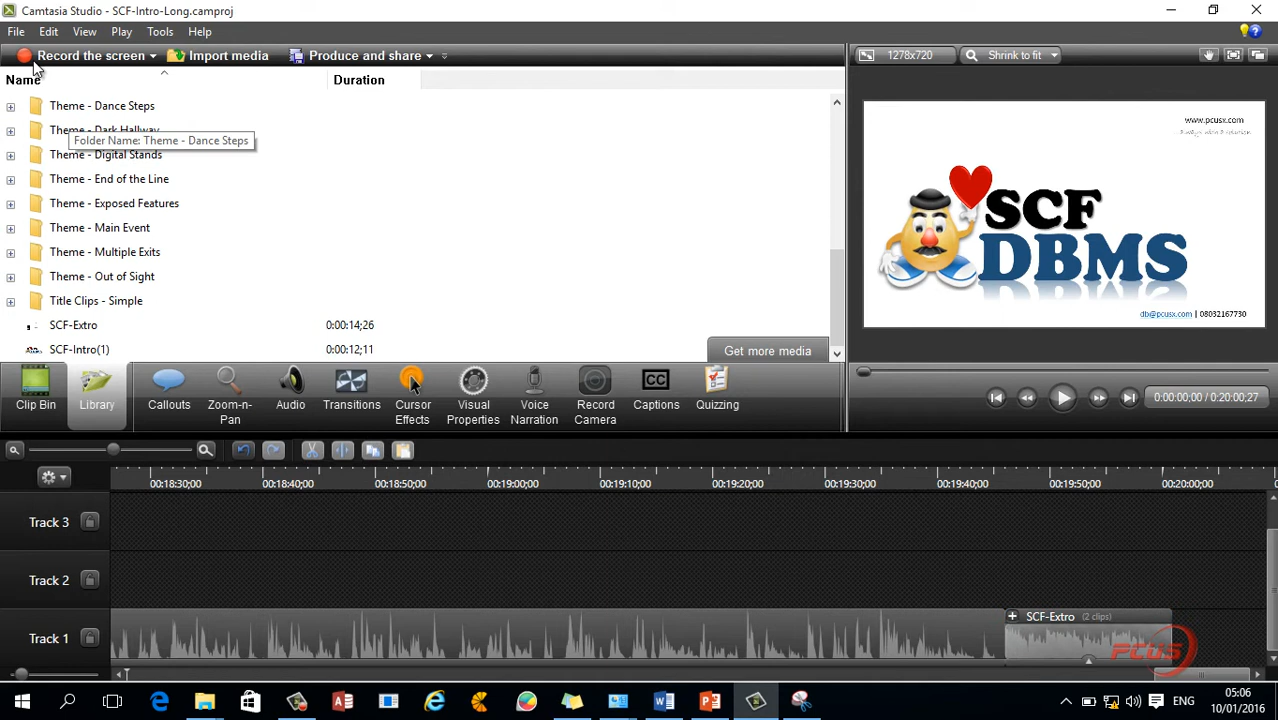 Camtasia Studio - SCF-Intro-Long.camproj
File Edit View Play Tools Help
Record the screen Import media Produce and share
1278x720 Shrink to fit
Name Duration
Theme - Dance Steps
Theme - Dark Hallway
Folder Name: Theme - Dance Steps
Theme - Digital Stands
Theme - End of the Line
Theme - Exposed Features
Theme - Main Event
Theme - Multiple Exits
Theme - Out of Sight
Title Clips - Simple
SCF-Extro 0:00:14;26
SCF-Intro(1) 0:00:12;11
Get more media
www.pcusx.com
SCF
DBMS
db@pcusx.com | 08032167730
Clip Bin Library Callouts Zoom-n-Pan Audio Transitions Cursor Effects Visual Properties Voice Narration Record Camera CC Captions Quizzing
0:00:00;00 / 0:20:00;27
00:18:30;00 00:18:40;00 00:18:50;00 00:19:00;00 00:19:10;00 00:19:20;00 00:19:30;00 00:19:40;00 00:19:50;00 00:20:00;00
Track 3
Track 2
Track 1
SCF-Extro (2 clips)
PCUS
ENG
05:06
10/01/2016